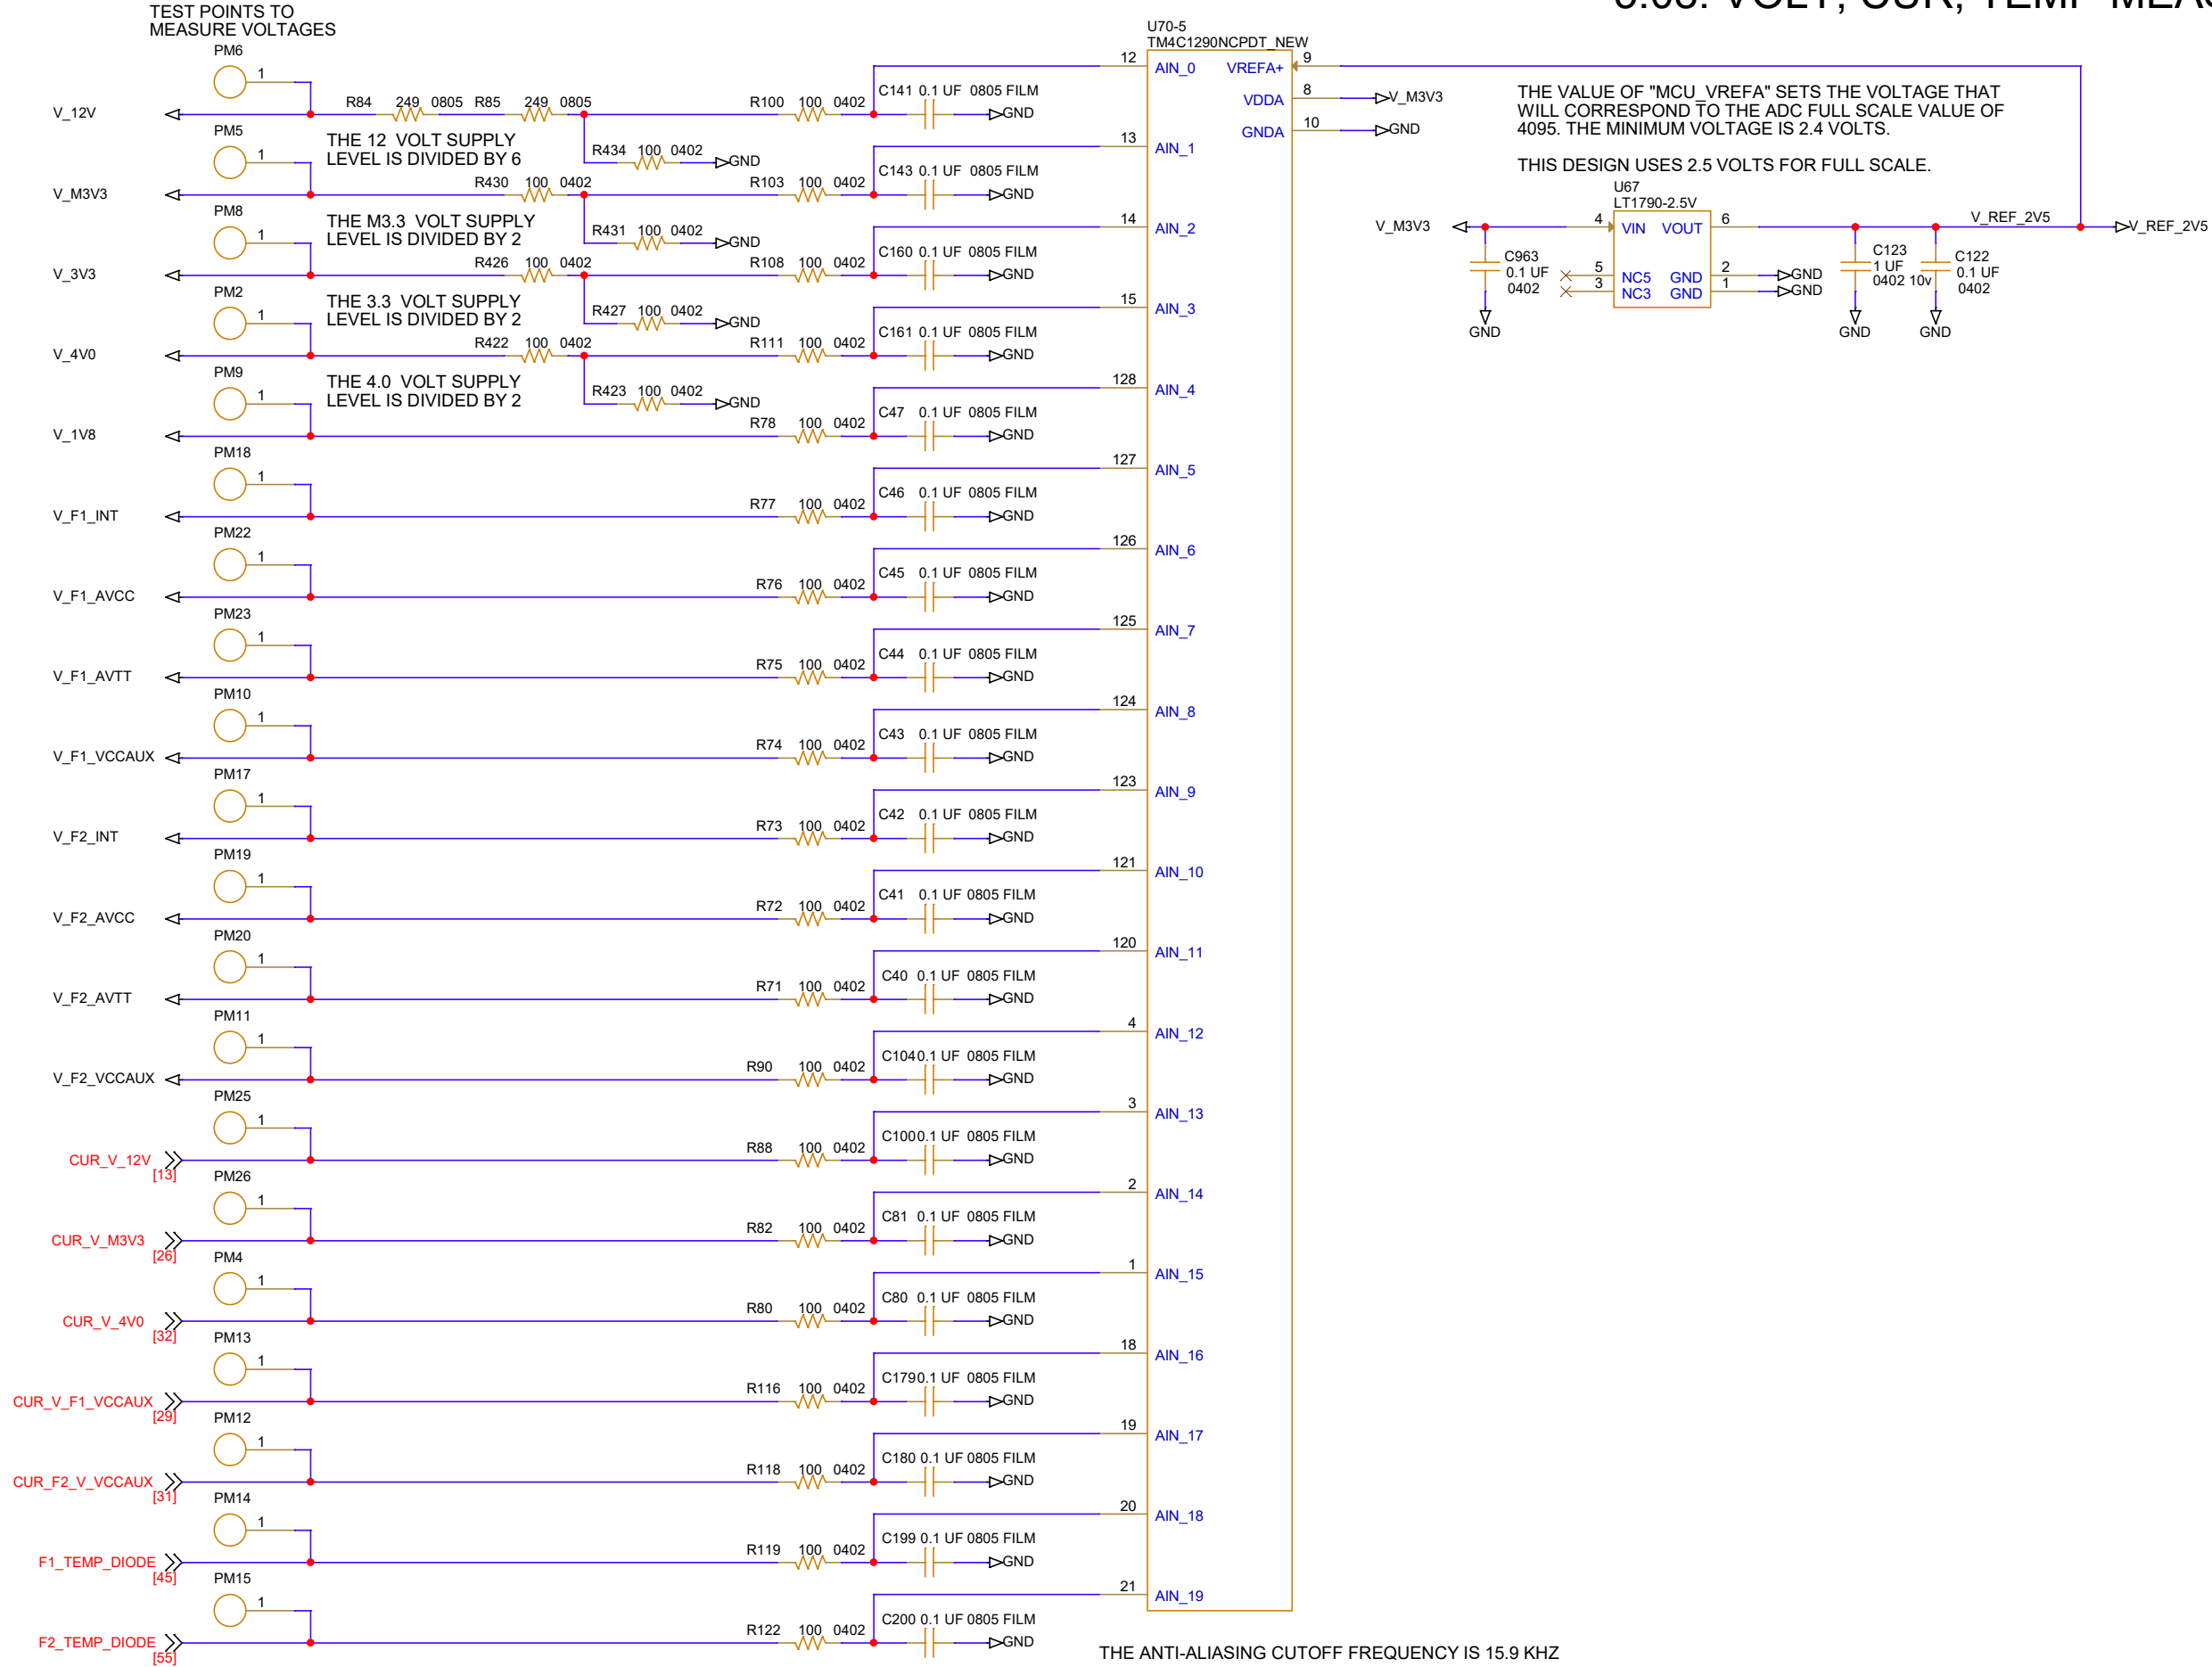 TEST POINTS TO
MEASURE VOLTAGES
PM6
1
V_12V
R84 249 0805 R85 249 0805
R100 100 0402
C141 0.1 UF 0805 FILM
GND
THE 12 VOLT SUPPLY
LEVEL IS DIVIDED BY 6
R434 100 0402
GND
PM5
1
V_M3V3
R430 100 0402
R103 100 0402
C143 0.1 UF 0805 FILM
GND
THE M3.3 VOLT SUPPLY
LEVEL IS DIVIDED BY 2
R431 100 0402
GND
PM8
1
V_3V3
R426 100 0402
R108 100 0402
C160 0.1 UF 0805 FILM
GND
THE 3.3 VOLT SUPPLY
LEVEL IS DIVIDED BY 2
R427 100 0402
GND
PM2
1
V_4V0
R422 100 0402
R111 100 0402
C161 0.1 UF 0805 FILM
GND
THE 4.0 VOLT SUPPLY
LEVEL IS DIVIDED BY 2
R423 100 0402
GND
PM9
1
V_1V8
R78 100 0402
C47 0.1 UF 0805 FILM
GND
PM18
1
V_F1_INT
R77 100 0402
C46 0.1 UF 0805 FILM
GND
PM22
1
V_F1_AVCC
R76 100 0402
C45 0.1 UF 0805 FILM
GND
PM23
1
V_F1_AVTT
R75 100 0402
C44 0.1 UF 0805 FILM
GND
PM10
1
V_F1_VCCAUX
R74 100 0402
C43 0.1 UF 0805 FILM
GND
PM17
1
V_F2_INT
R73 100 0402
C42 0.1 UF 0805 FILM
GND
PM19
1
V_F2_AVCC
R72 100 0402
C41 0.1 UF 0805 FILM
GND
PM20
1
V_F2_AVTT
R71 100 0402
C40 0.1 UF 0805 FILM
GND
PM11
1
V_F2_VCCAUX
R90 100 0402
C104 0.1 UF 0805 FILM
GND
PM25
1
CUR_V_12V
[13]
R88 100 0402
C100 0.1 UF 0805 FILM
GND
PM26
1
CUR_V_M3V3
[26]
R82 100 0402
C81 0.1 UF 0805 FILM
GND
PM4
1
CUR_V_4V0
[32]
R80 100 0402
C80 0.1 UF 0805 FILM
GND
PM13
1
CUR_V_F1_VCCAUX
[29]
R116 100 0402
C179 0.1 UF 0805 FILM
GND
PM12
1
CUR_F2_V_VCCAUX
[31]
R118 100 0402
C180 0.1 UF 0805 FILM
GND
PM14
1
F1_TEMP_DIODE
[45]
R119 100 0402
C199 0.1 UF 0805 FILM
GND
PM15
1
F2_TEMP_DIODE
[55]
R122 100 0402
C200 0.1 UF 0805 FILM
GND
U70-5
TM4C1290NCPDT_NEW
12 AIN_0 VREFA+ 9
VDDA 8 V_M3V3
GNDA 10 GND
13 AIN_1
14 AIN_2
15 AIN_3
128 AIN_4
127 AIN_5
126 AIN_6
125 AIN_7
124 AIN_8
123 AIN_9
121 AIN_10
120 AIN_11
4 AIN_12
3 AIN_13
2 AIN_14
1 AIN_15
18 AIN_16
19 AIN_17
20 AIN_18
21 AIN_19
THE ANTI-ALIASING CUTOFF FREQUENCY IS 15.9 KHZ
THE VALUE OF "MCU_VREFA" SETS THE VOLTAGE THAT
WILL CORRESPOND TO THE ADC FULL SCALE VALUE OF
4095. THE MINIMUM VOLTAGE IS 2.4 VOLTS.
THIS DESIGN USES 2.5 VOLTS FOR FULL SCALE.
U67
LT1790-2.5V
V_M3V3
4 VIN VOUT 6
V_REF_2V5
V_REF_2V5
5 NC5 GND 2 GND
3 NC3 GND 1 GND
C963
0.1 UF
0402
GND
C123
1 UF
0402 10v
GND
C122
0.1 UF
0402
GND